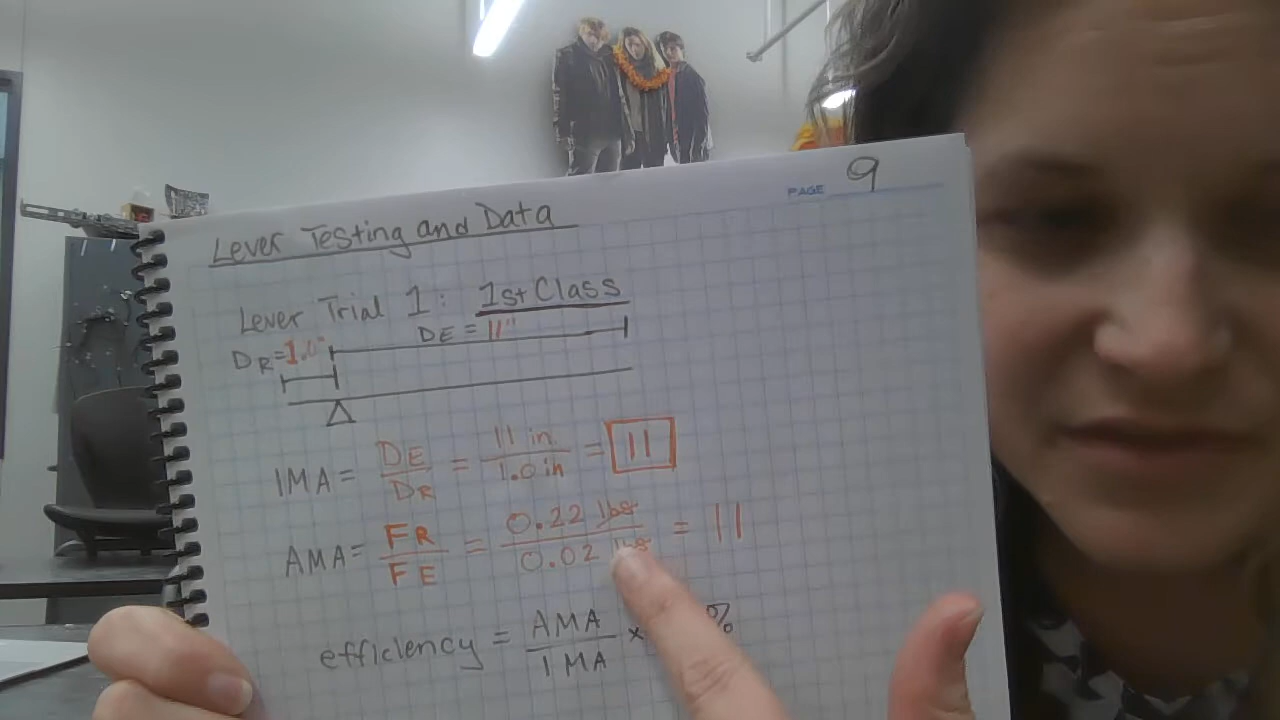 PAGE 9
Lever Testing and Data
Lever Trial 1: 1st Class
DE = 11"
DR=1.0"
IMA = DE/DR = 11 in/1.0 in = 11
AMA = FR/FE = 0.22 lbs/0.02 lbs = 11
efficiency = AMA/IMA × %